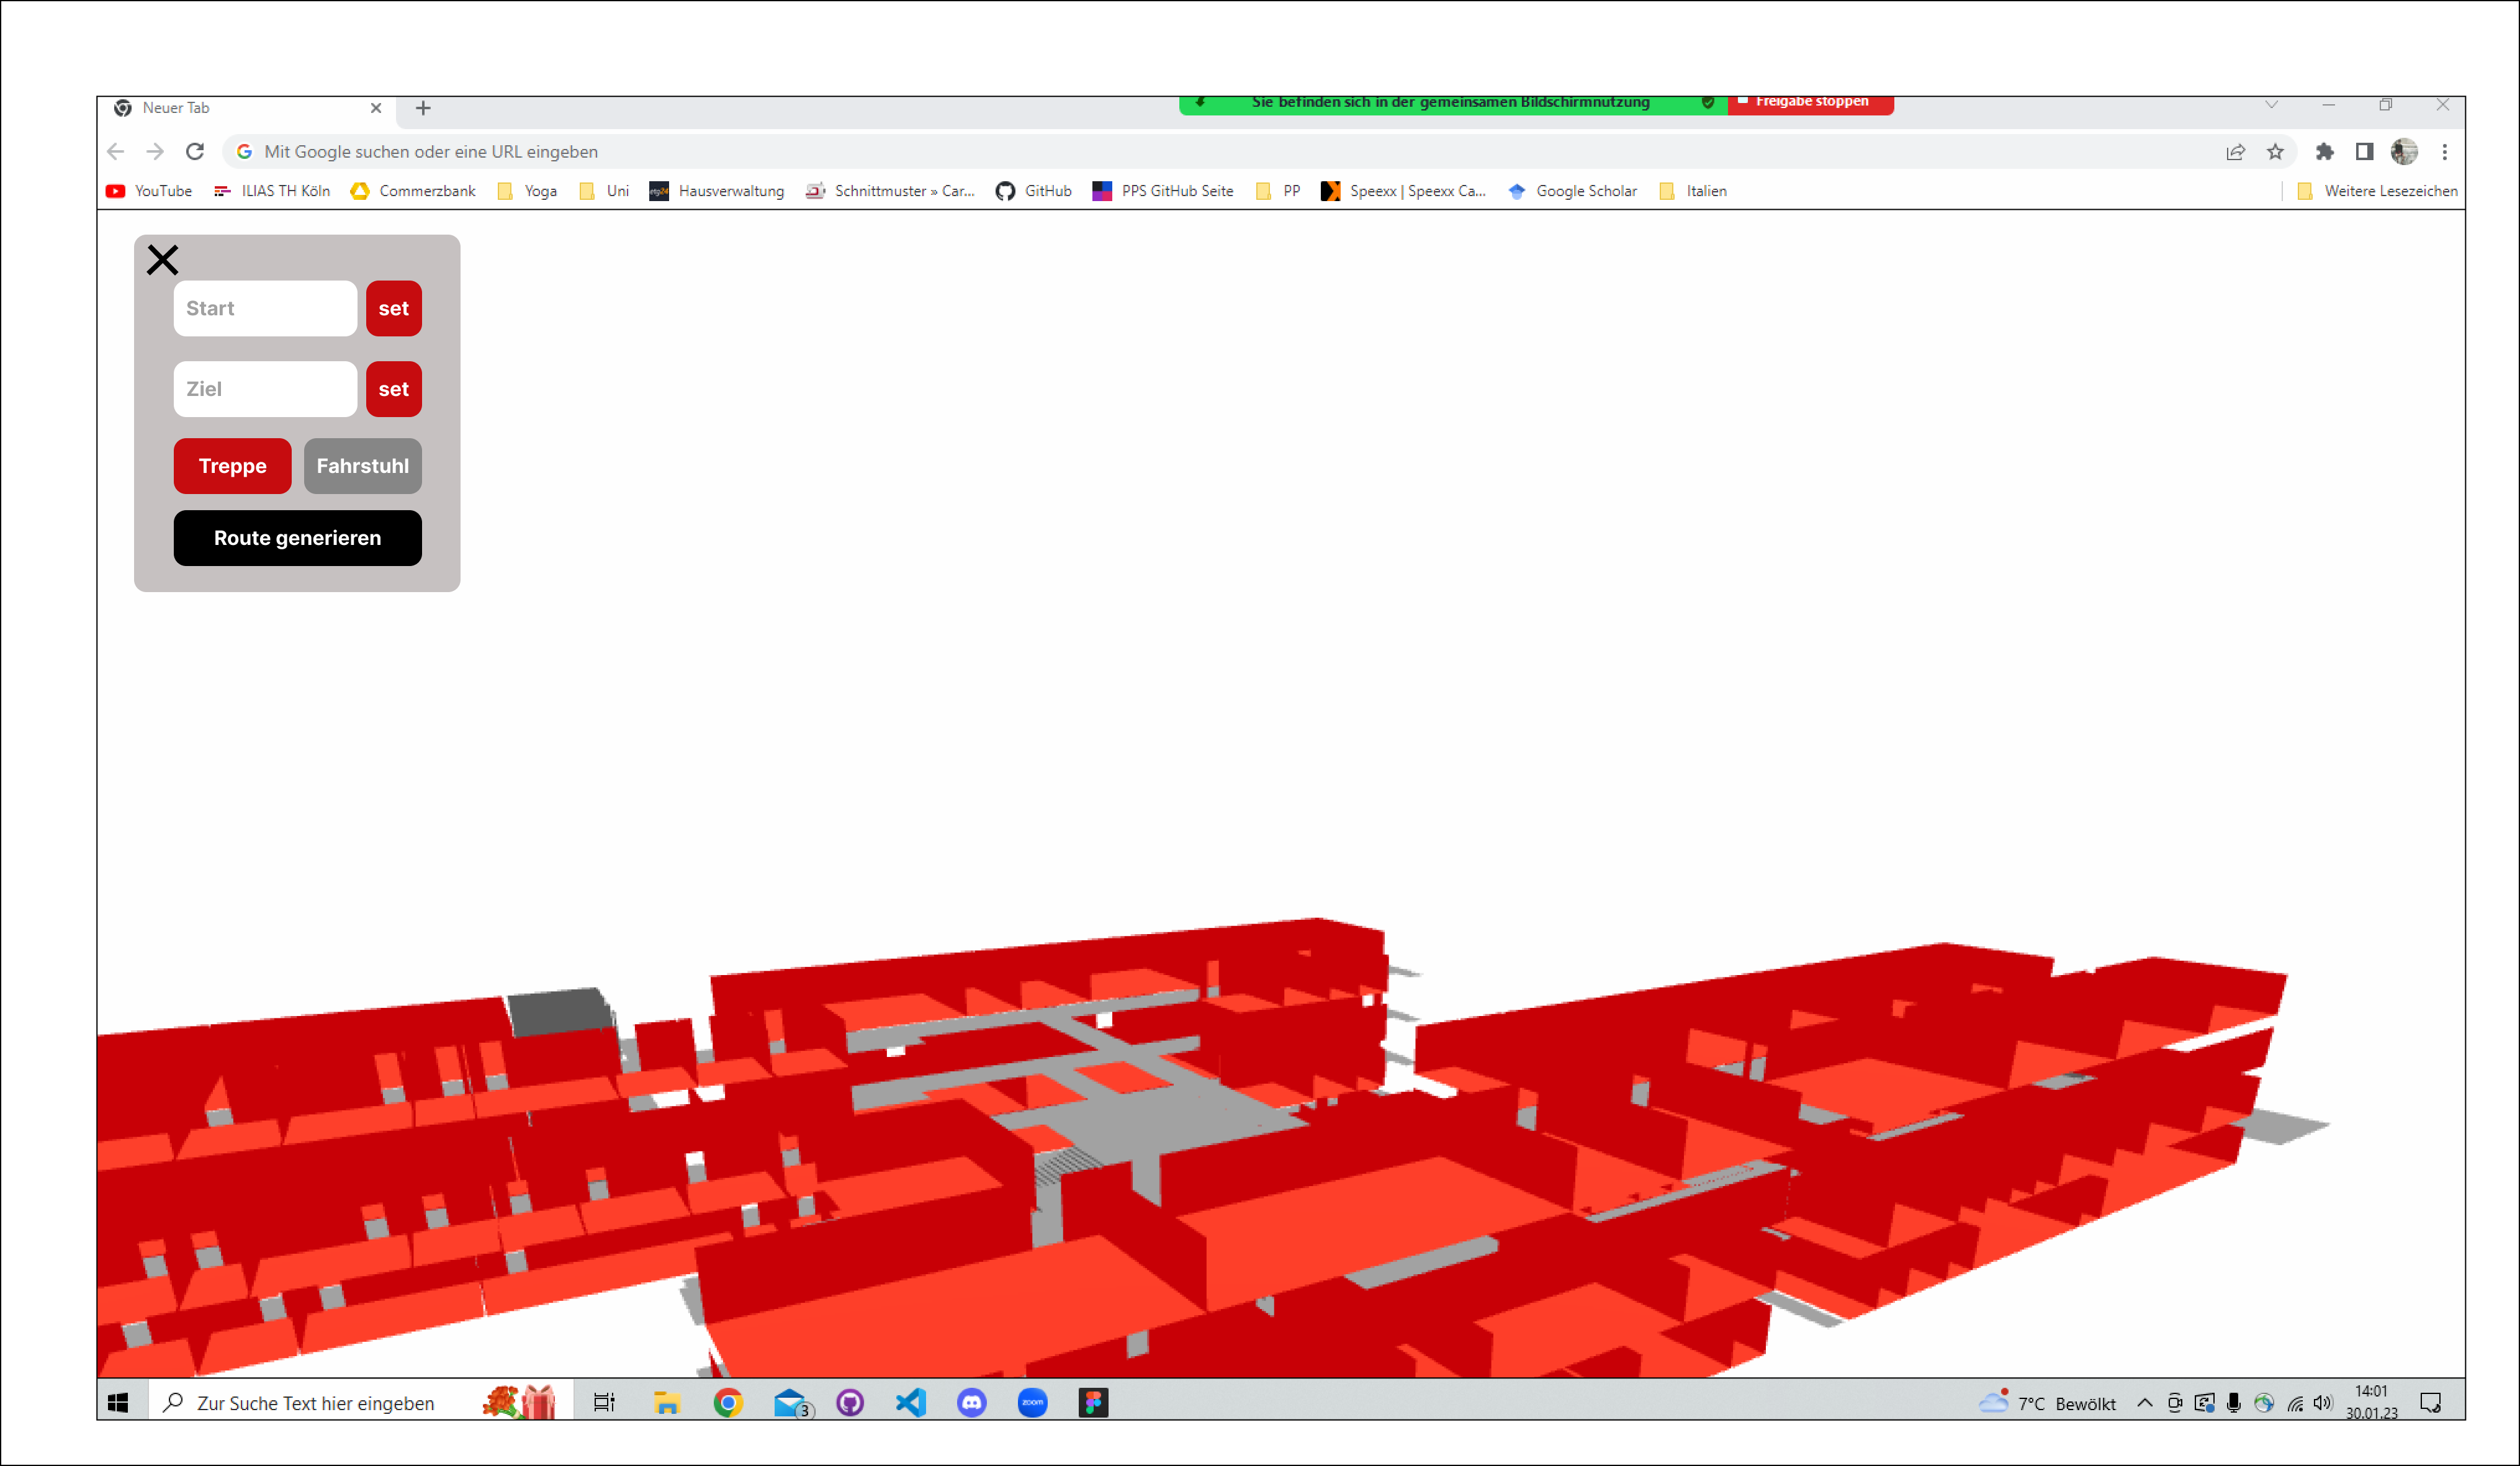 Neuer Tab
Sie befinden sich in der gemeinsamen Bildschirmnutzung
Freigabe stoppen
Mit Google suchen oder eine URL eingeben
YouTube ILIAS TH Köln Commerzbank Yoga Uni etp24 Hausverwaltung Schnittmuster » Car... GitHub PPS GitHub Seite PP Speexx | Speexx Ca... Google Scholar Italien Weitere Lesezeichen
Start set
Ziel set
Treppe Fahrstuhl
Route generieren
Zur Suche Text hier eingeben
3
zoom
7°C Bewölkt
14:01
30.01.23